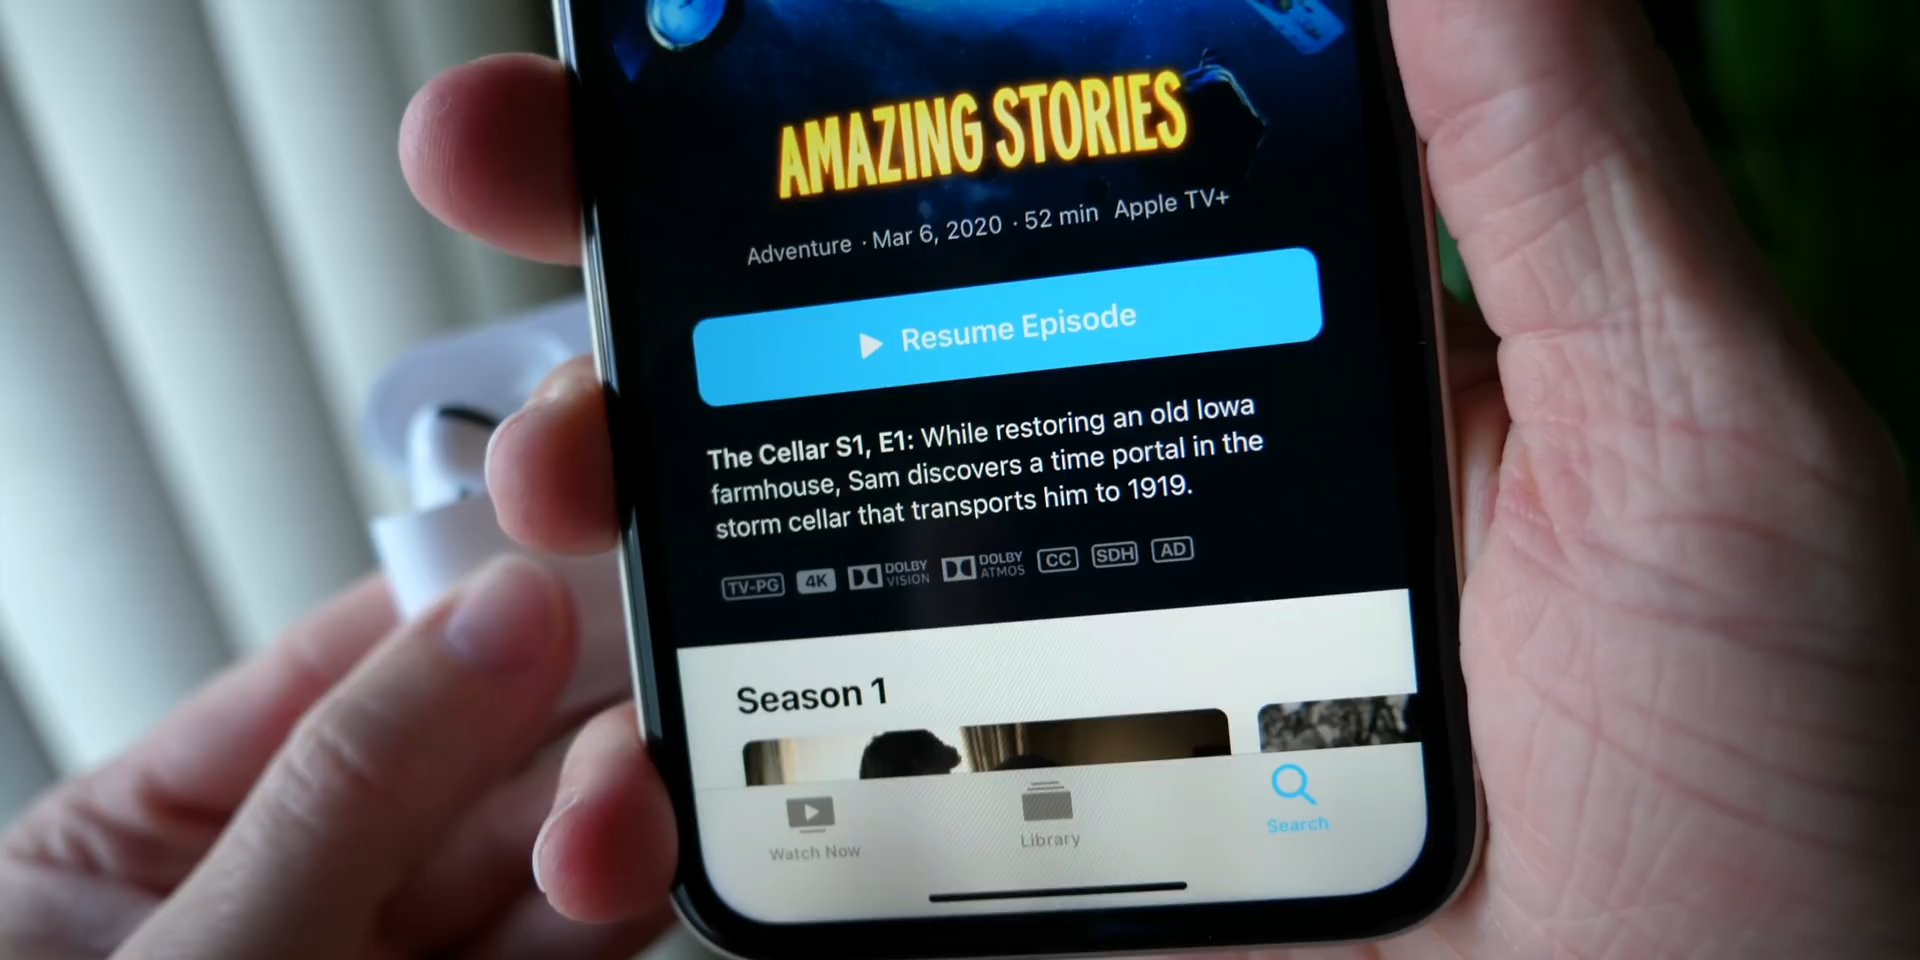 AMAZING STORIES
Adventure · Mar 6, 2020 · 52 min Apple TV+
Resume Episode
The Cellar S1, E1: While restoring an old Iowa
farmhouse, Sam discovers a time portal in the
storm cellar that transports him to 1919.
TV-PG 4K DOLBY VISION DOLBY ATMOS CC SDH AD
Season 1
Watch Now Library Search